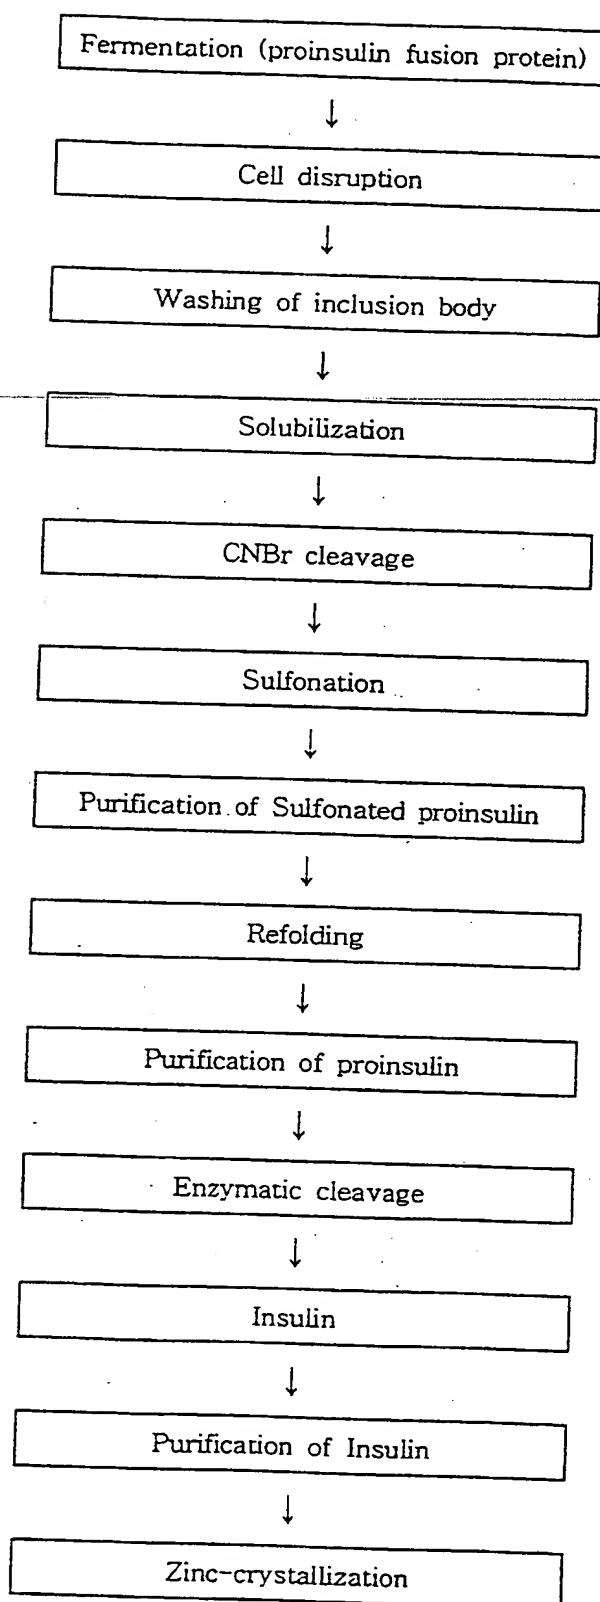 Fermentation (proinsulin fusion protein)
↓
Cell disruption
↓
Washing of inclusion body
↓
Solubilization
↓
CNBr cleavage
↓
Sulfonation
↓
Purification of Sulfonated proinsulin
↓
Refolding
↓
Purification of proinsulin
↓
Enzymatic cleavage
↓
Insulin
↓
Purification of Insulin
↓
Zinc-crystallizing